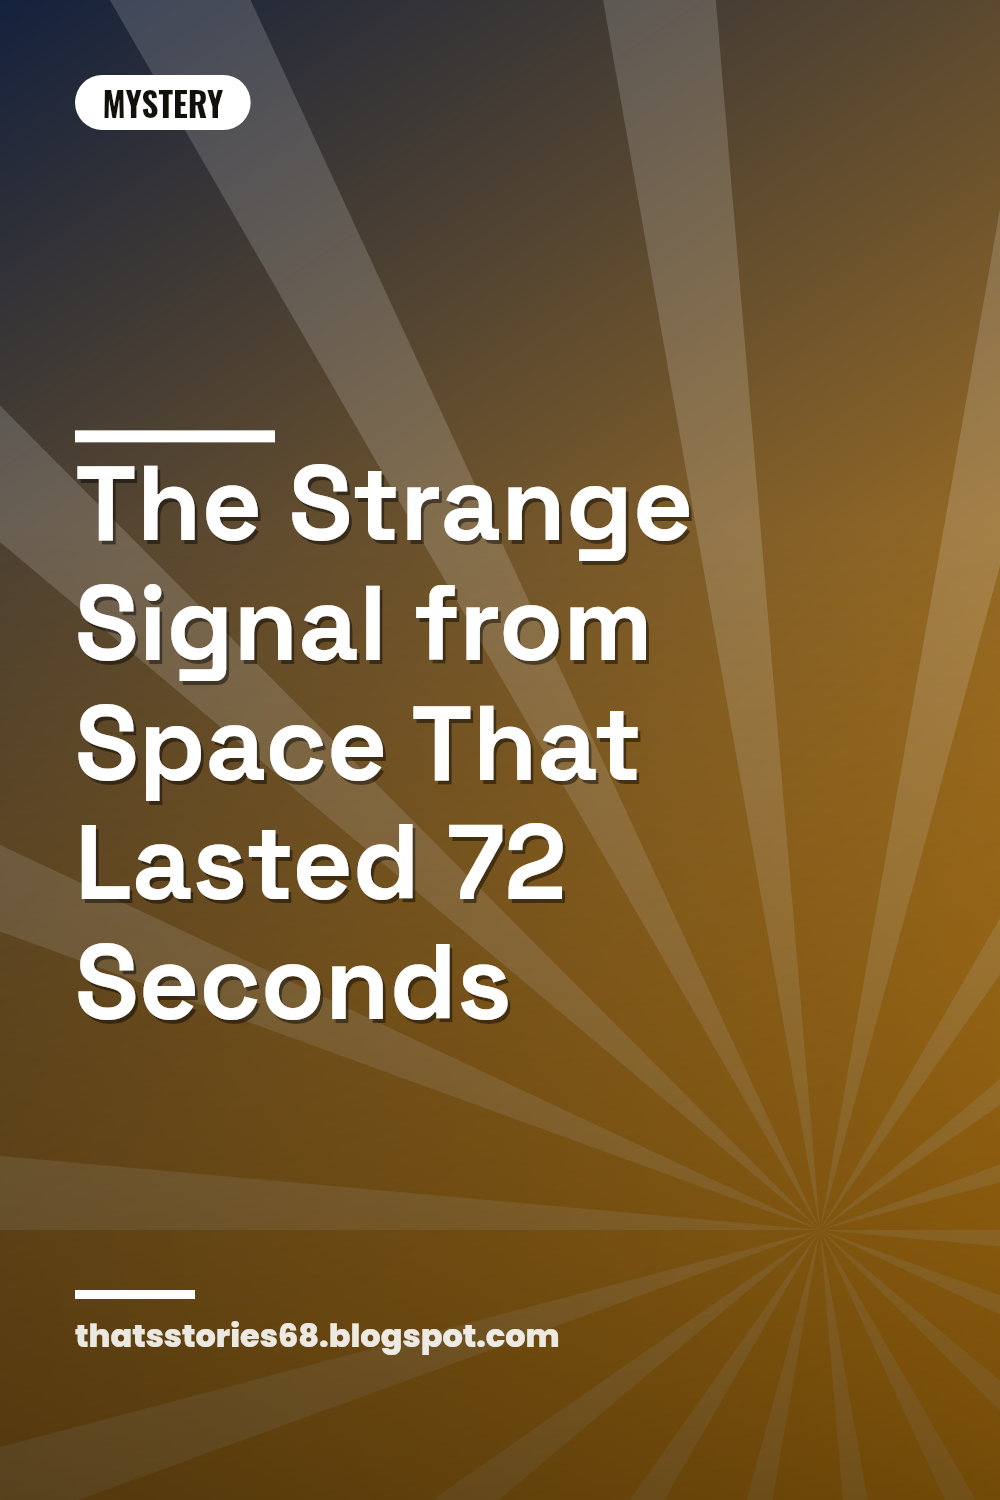 MYSTERY
The Strange
Signal from
Space That
Lasted 72
Seconds
thatsstories68.blogspot.com